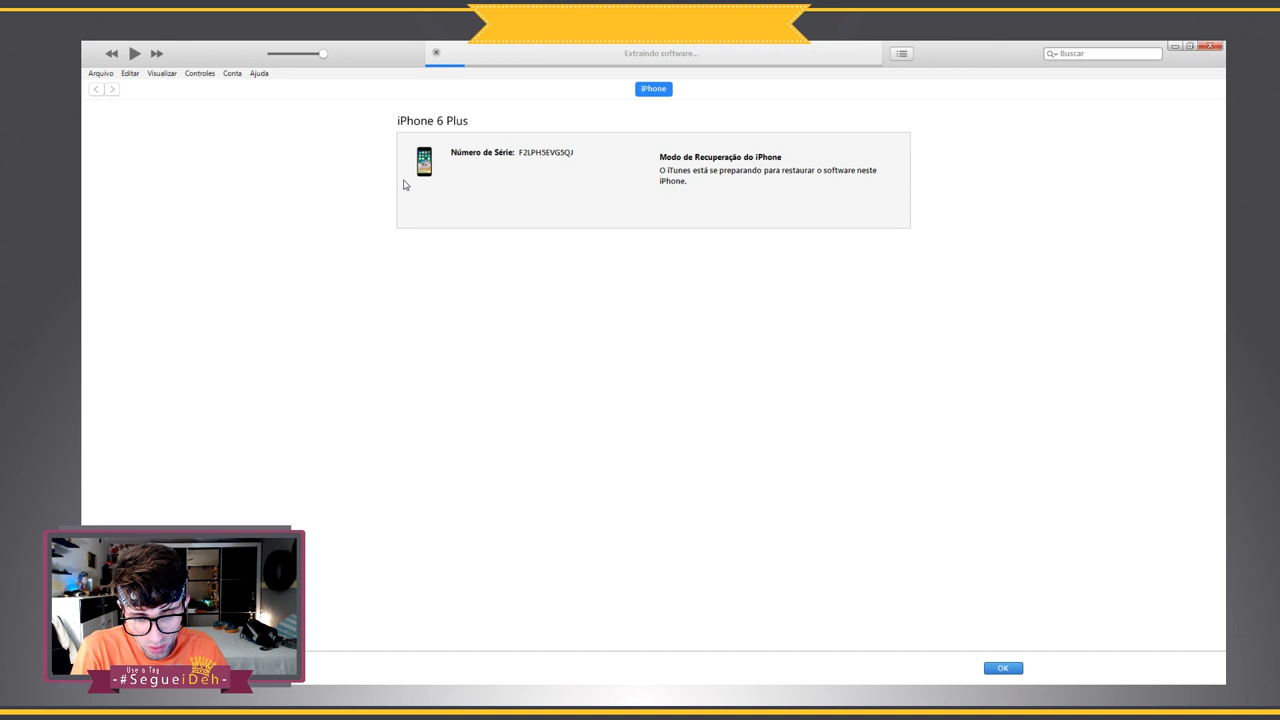 Extraindo software...
Buscar
Arquivo Editar Visualizar Controles Conta Ajuda
iPhone
iPhone 6 Plus
Número de Série: F2LPH5EVG5QJ
Modo de Recuperação do iPhone
O iTunes está se preparando para restaurar o software neste
iPhone.
OK
Use a Tag
-#SegueiDeh-